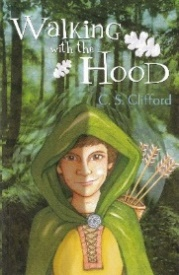 Walking
with the
Hood
C. S. Clifford